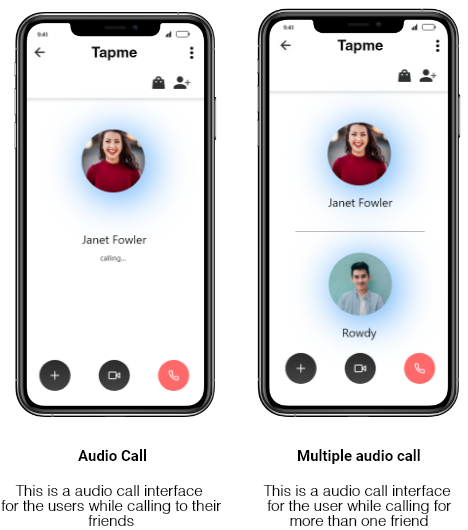 9:41
Tapme
Janet Fowler
calling...
Audio Call
This is a audio call interface
for the users while calling to their
friends
9:41
Tapme
Janet Fowler
Rowdy
Multiple audio call
This is a audio call interface
for the user while calling for
more than one friend